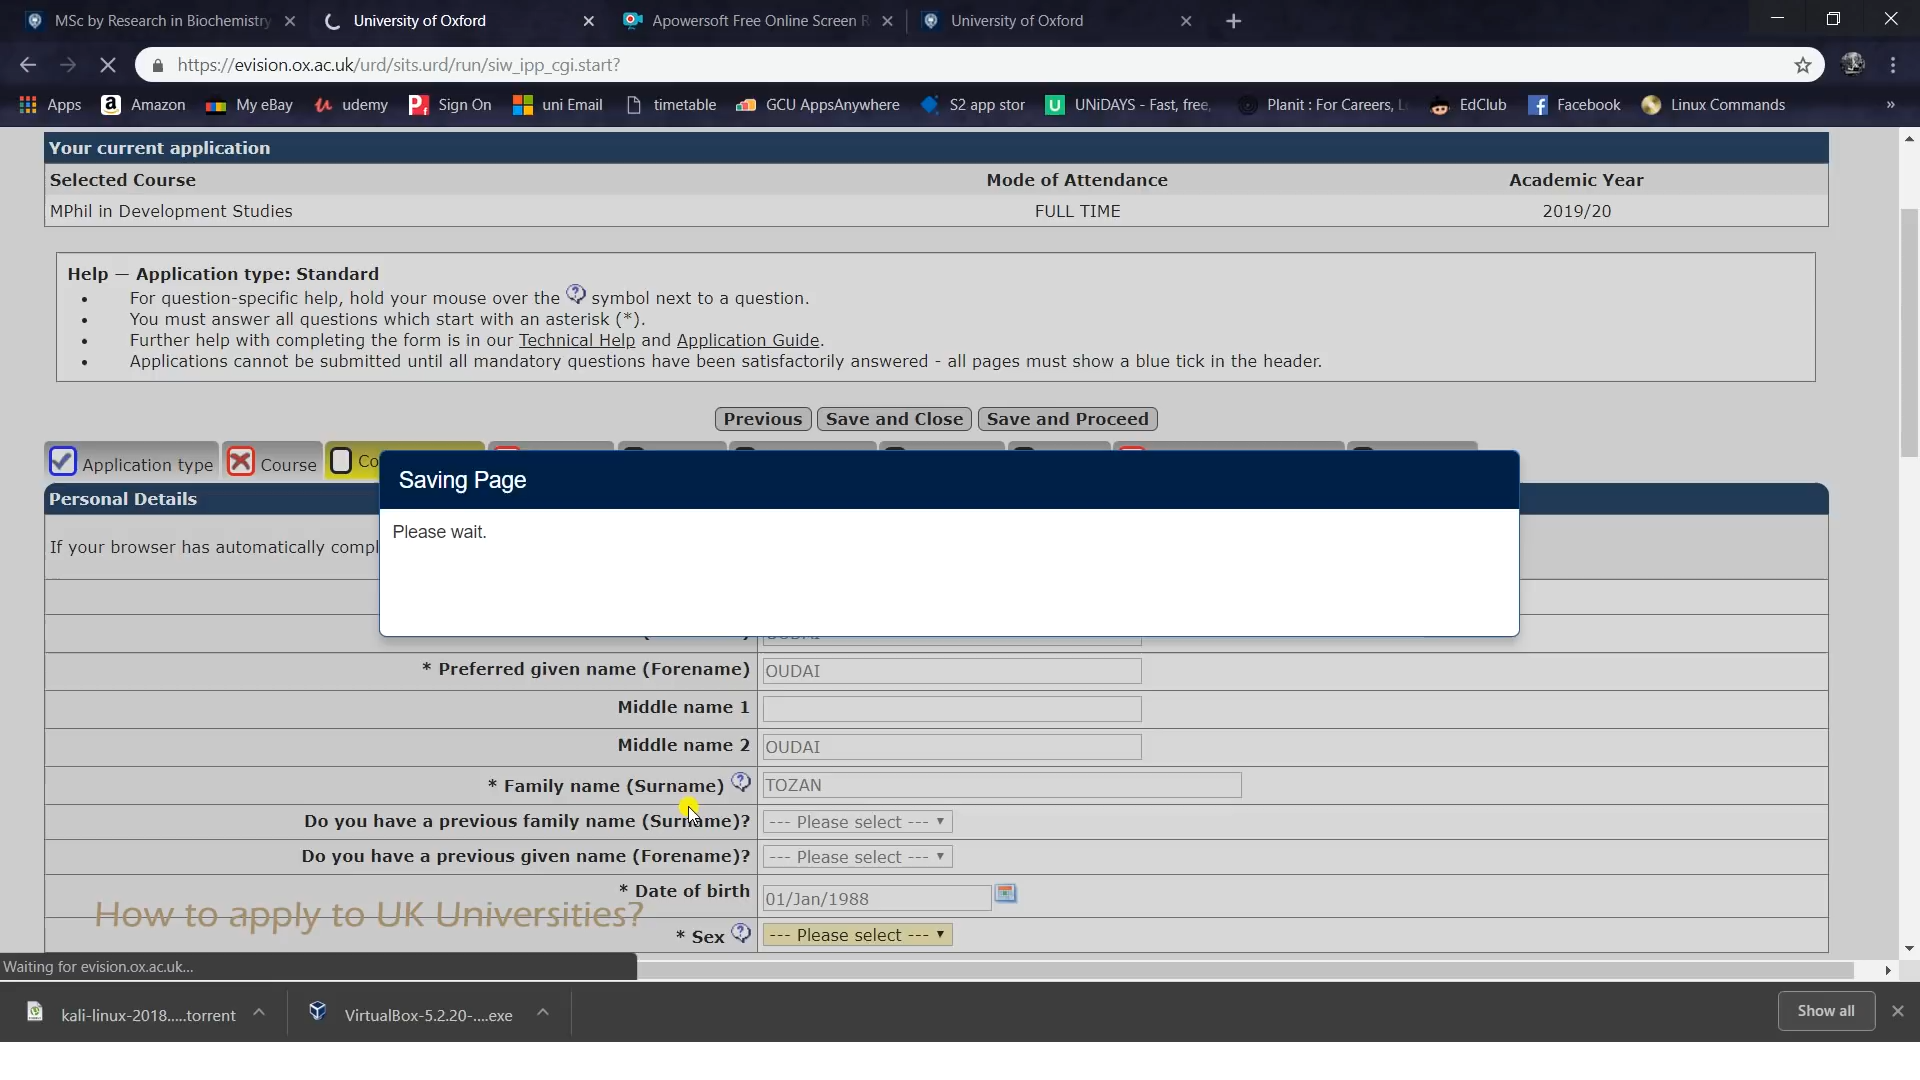 MSc by Research in Biochemistry
University of Oxford
Apowersoft Free Online Screen R
University of Oxford
https://evision.ox.ac.uk/urd/sits.urd/run/siw_ipp_cgi.start?
Apps
Amazon
My eBay
udemy
Sign On
uni Email
timetable
GCU AppsAnywhere
S2 app stor
UNiDAYS - Fast, free,
Planit : For Careers, L
EdClub
Facebook
Linux Commands
»
Your current application
Selected Course Mode of Attendance Academic Year
MPhil in Development Studies FULL TIME 2019/20
Help — Application type: Standard
• For question-specific help, hold your mouse over the symbol next to a question.
• You must answer all questions which start with an asterisk (*).
• Further help with completing the form is in our Technical Help and Application Guide.
• Applications cannot be submitted until all mandatory questions have been satisfactorily answered - all pages must show a blue tick in the header.
Previous Save and Close Save and Proceed
Application type Course Co
Saving Page
Personal Details
Please wait.
If your browser has automatically compl
OUDAI
* Preferred given name (Forename) OUDAI
Middle name 1
Middle name 2 OUDAI
* Family name (Surname) TOZAN
Do you have a previous family name (Surname)? --- Please select ---
Do you have a previous given name (Forename)? --- Please select ---
* Date of birth 01/Jan/1988
How to apply to UK Universities?
* Sex --- Please select ---
Waiting for evision.ox.ac.uk...
kali-linux-2018.....torrent
VirtualBox-5.2.20-....exe
Show all